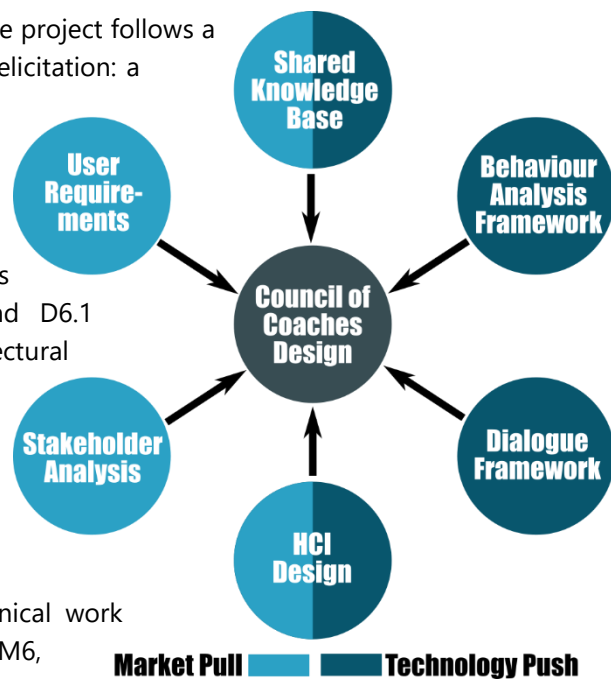 e project follows a
elicitation: a
Shared
Knowledge
Base
User
Require-
ments
Behaviour
Analysis
Framework
s
nd D6.1
ectural
Council of
Coaches
Design
Stakeholder
Analysis
Dialogue
Framework
HCI
Design
nical work
M6,
Market Pull
Technology Push